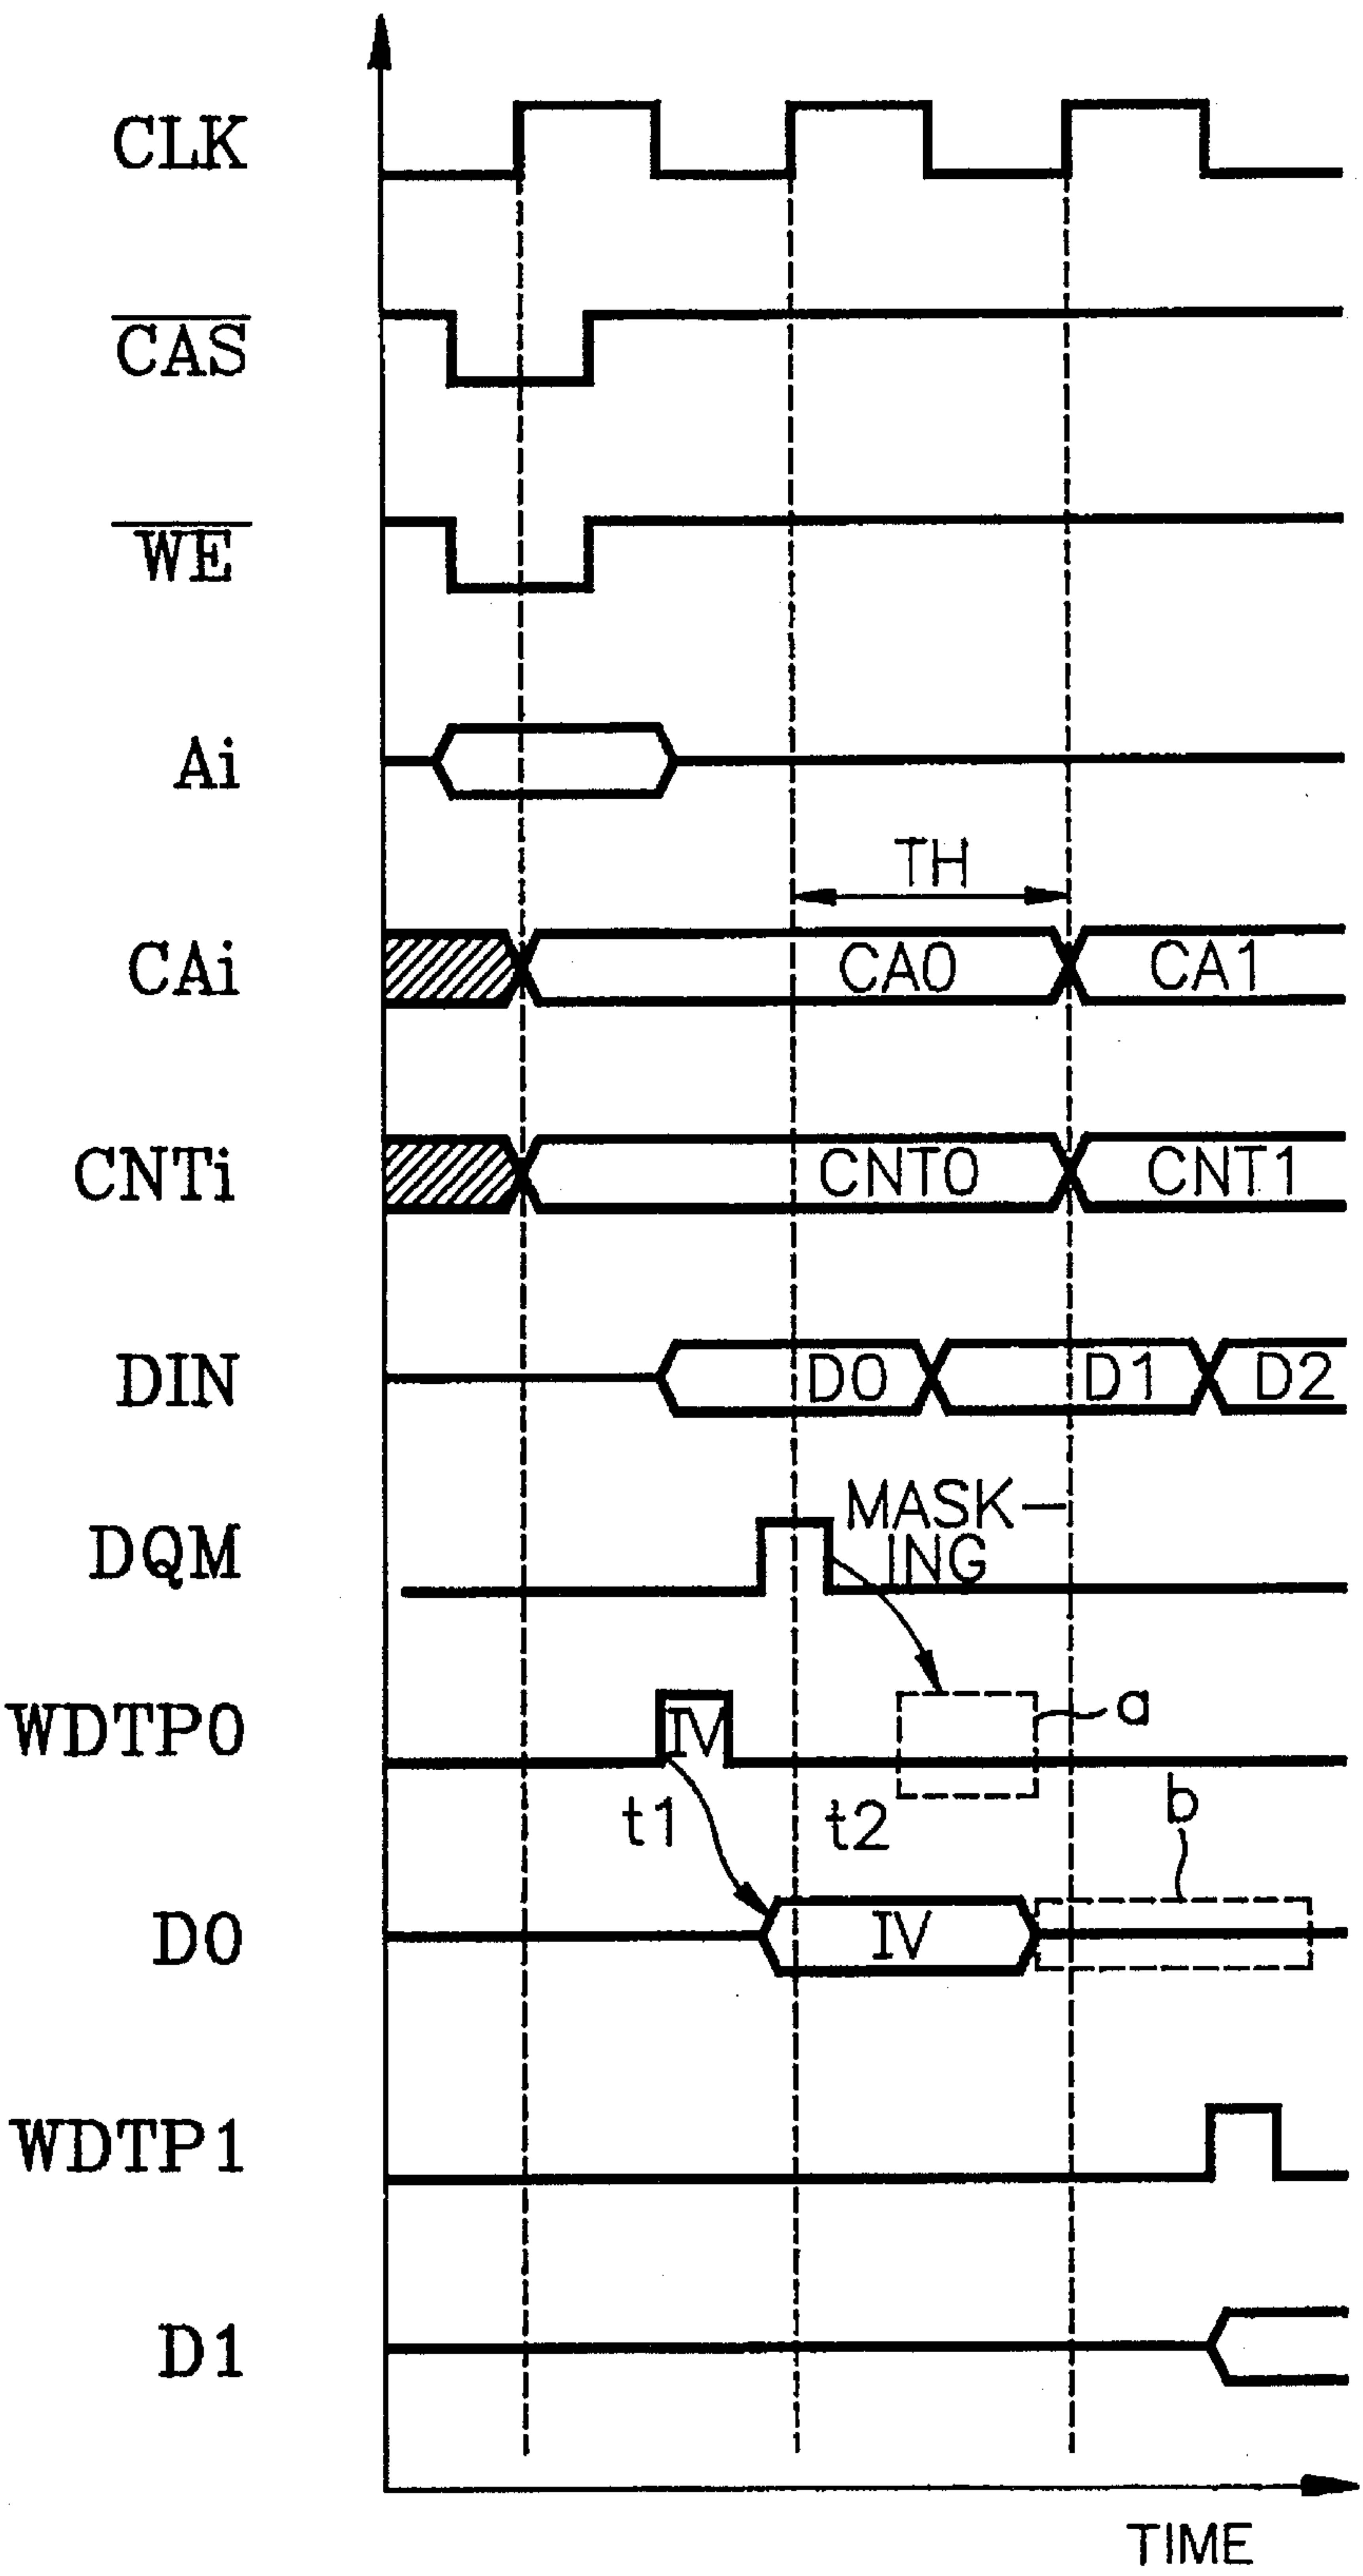 CLK
CAS
WE
Ai
TH
CAi CA0 CA1
CNTi CNT0 CNT1
DIN D0 D1 D2
MASK-
DQM ING
WDTP0 IV a
t1 t2 b
D0 IV
WDTP1
D1
TIME